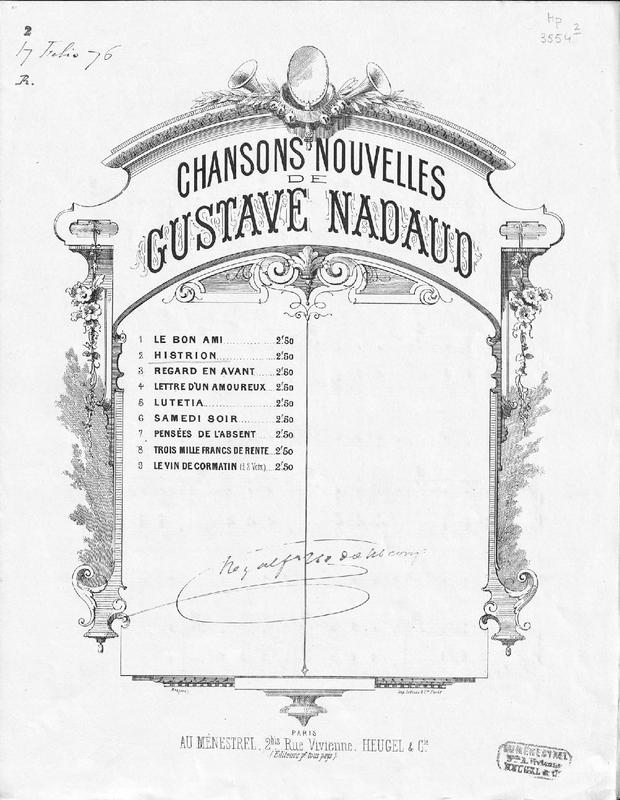 2
17
76
R.
Hp
3554 2
CHANSONS NOUVELLES
DE
GUSTAVE NADAUD
1 LE BON AMI............2f50
2 HISTRION............2f50
3 REGARD EN AVANT......2f50
4 LETTRE D'UN AMOUREUX...2f50
5 LUTETIA............2f50
6 SAMEDI SOIR............2f50
7 PENSÉES DE L'ABSENT....2f50
8 TROIS MILLE FRANCS DE RENTE..2f50
9 LE VIN DE CORMATIN (à 2 Voix)...2f50
PARIS
AU MÉNESTREL, 2bis Rue Vivienne, HEUGEL & Cie
(Editeurs pr. tous pays)
AU MÉNESTREL
2bis R. Vivienne
HEUGEL & Cie